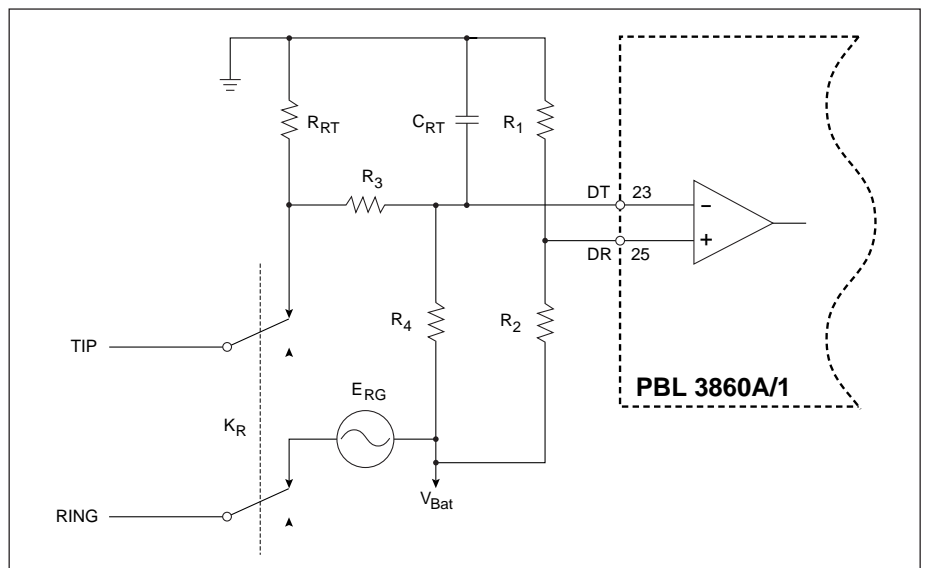 R_RT
C_RT
R_1
R_3
DT 23
−
+
DR 25
R_4
R_2
TIP
PBL 3860A/1
E_RG
K_R
V_Bat
RING